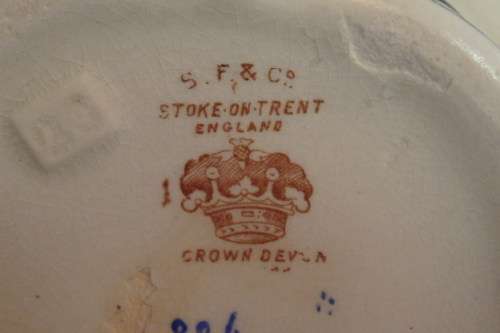 S. F. & Co
STOKE·ON·TRENT
ENGLAND
1
CROWN DEVON